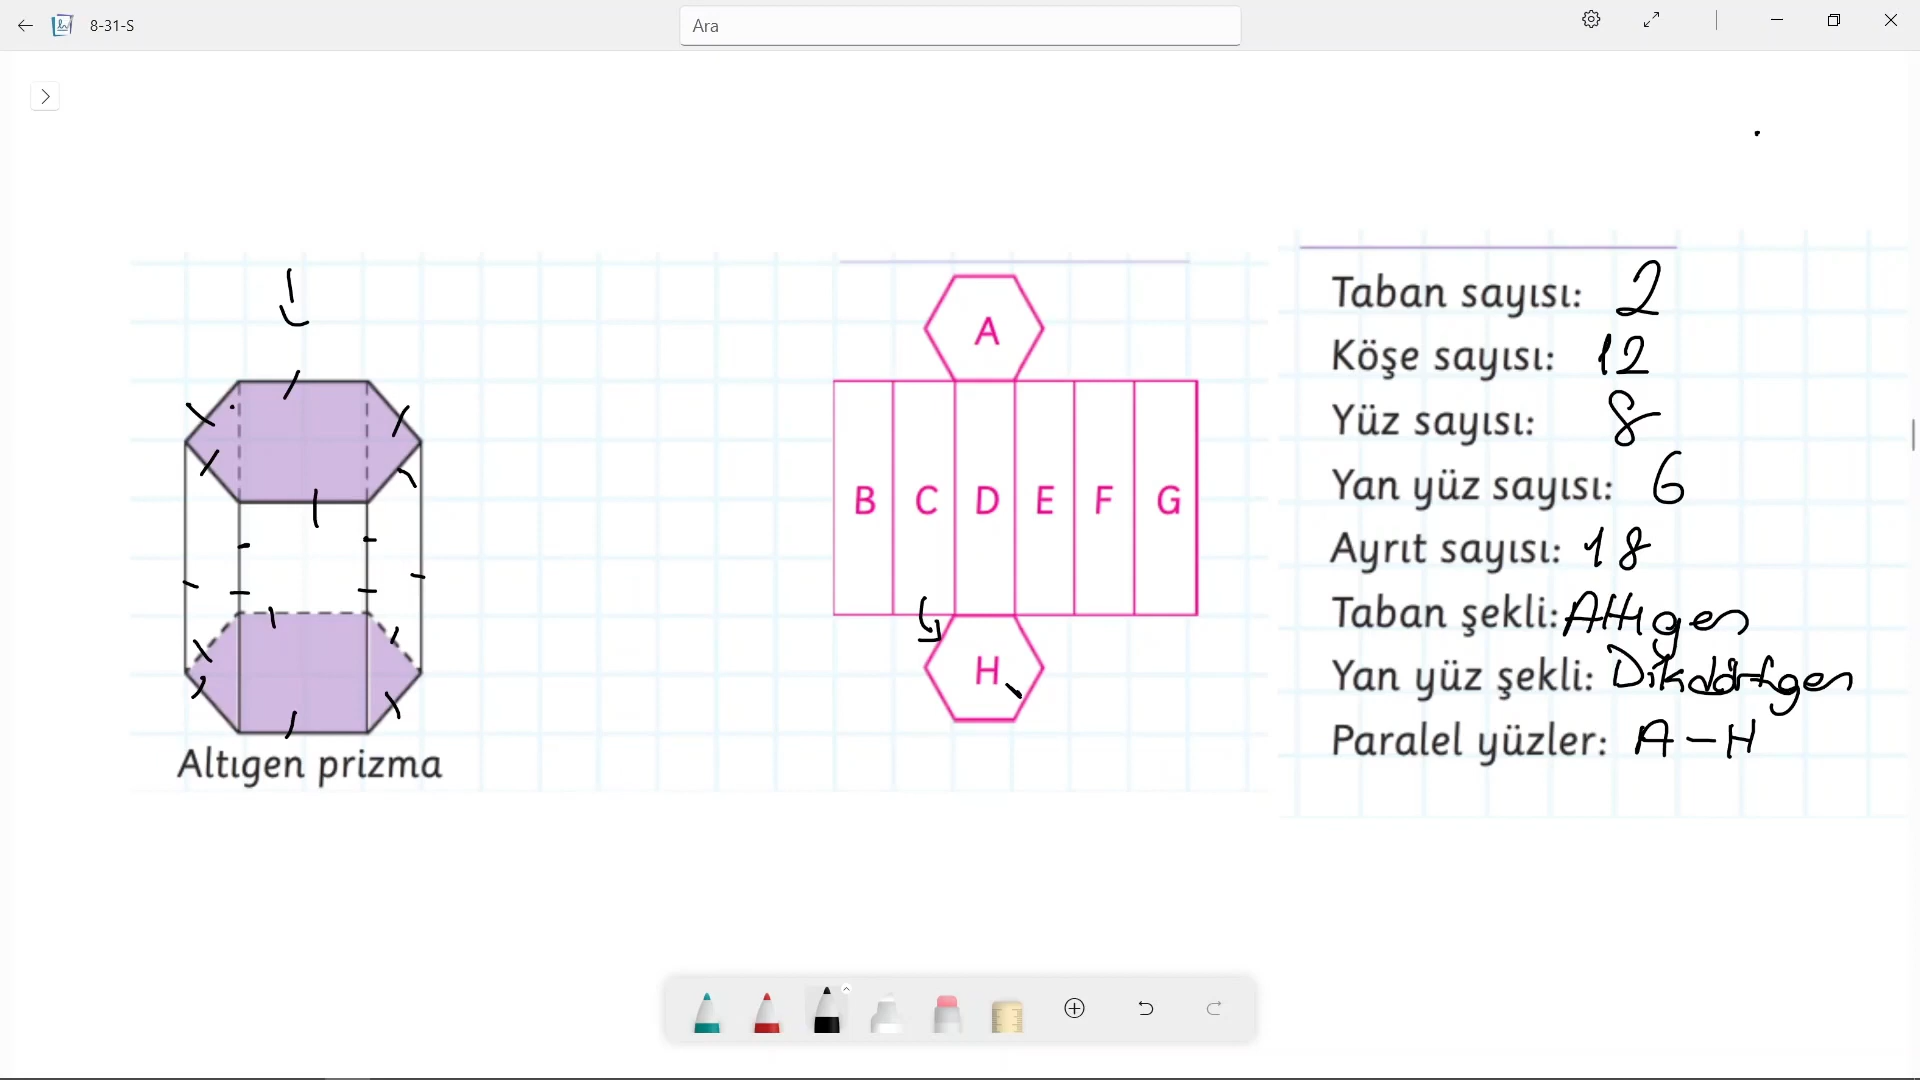 8-31-S
Ara
Altıgen prizma
A
B C D E F G
H
Taban sayısı: 2
Köşe sayısı: 12
Yüz sayısı: 8
Yan yüz sayısı: 6
Ayrıt sayısı: 18
Taban şekli: Altıgen
Yan yüz şekli: Dikdörtgen
Paralel yüzler: A-H